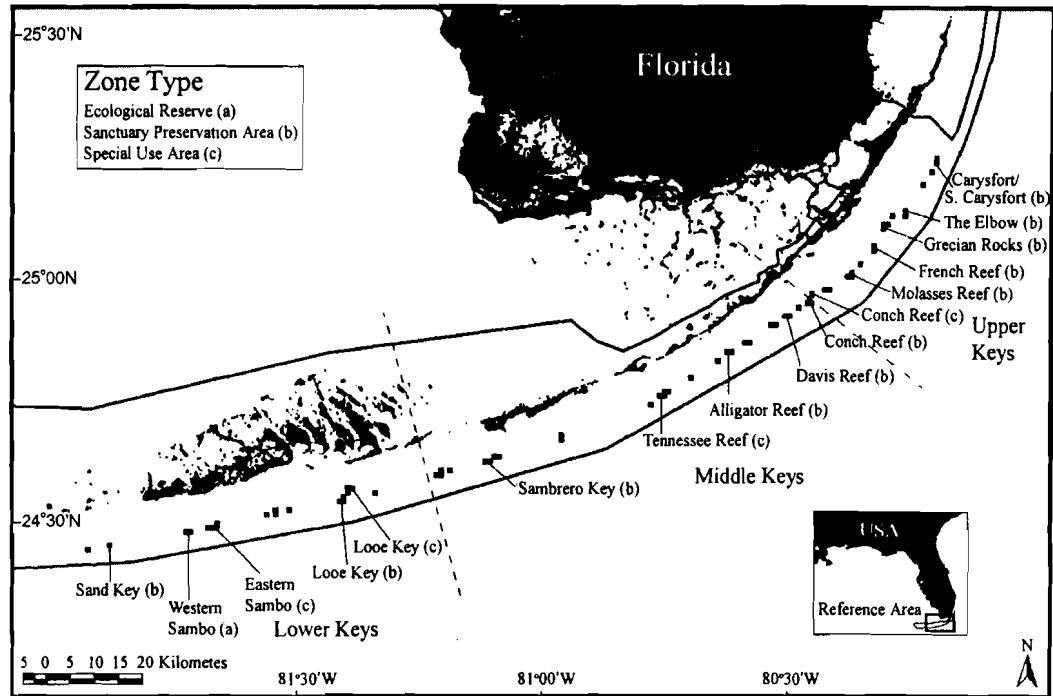 25°30'N
Florida
Zone Type
Ecological Reserve (a)
Sanctuary Preservation Area (b)
Special Use Area (c)
Carysfort/
S. Carysfort (b)
The Elbow (b)
Grecian Rocks (b)
French Reef (b)
25°00N
Molasses Reef (b)
Conch Reef (c)
Upper
Keys
Conch Reef (b)
Davis Reef (b)
Alligator Reef (b)
Tennessee Reef (c)
Middle Keys
Sambrero Key (b)
24°30N
Looe Key (c)
Looe Key (b)
Sand Key (b)
Eastern
Sambo (c)
Western
Sambo (a)
Lower Keys
USA
Reference Area
N
5 0 5 10 15 20 Kilometes
81°30'W
81°00'W
80°30'W